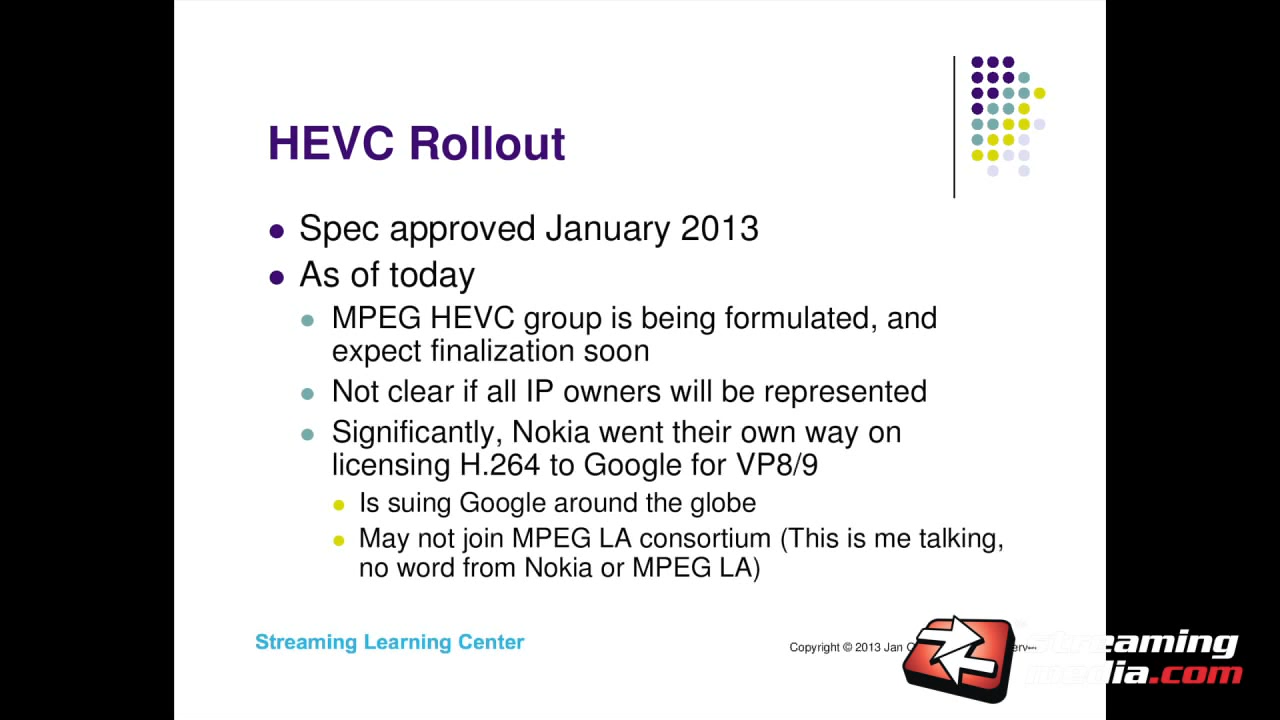 HEVC Rollout
Spec approved January 2013
As of today
MPEG HEVC group is being formulated, and
expect finalization soon
Not clear if all IP owners will be represented
Significantly, Nokia went their own way on
licensing H.264 to Google for VP8/9
Is suing Google around the globe
May not join MPEG LA consortium (This is me talking,
no word from Nokia or MPEG LA)
Streaming Learning Center
Copyright © 2013 Jan
streaming
media.com